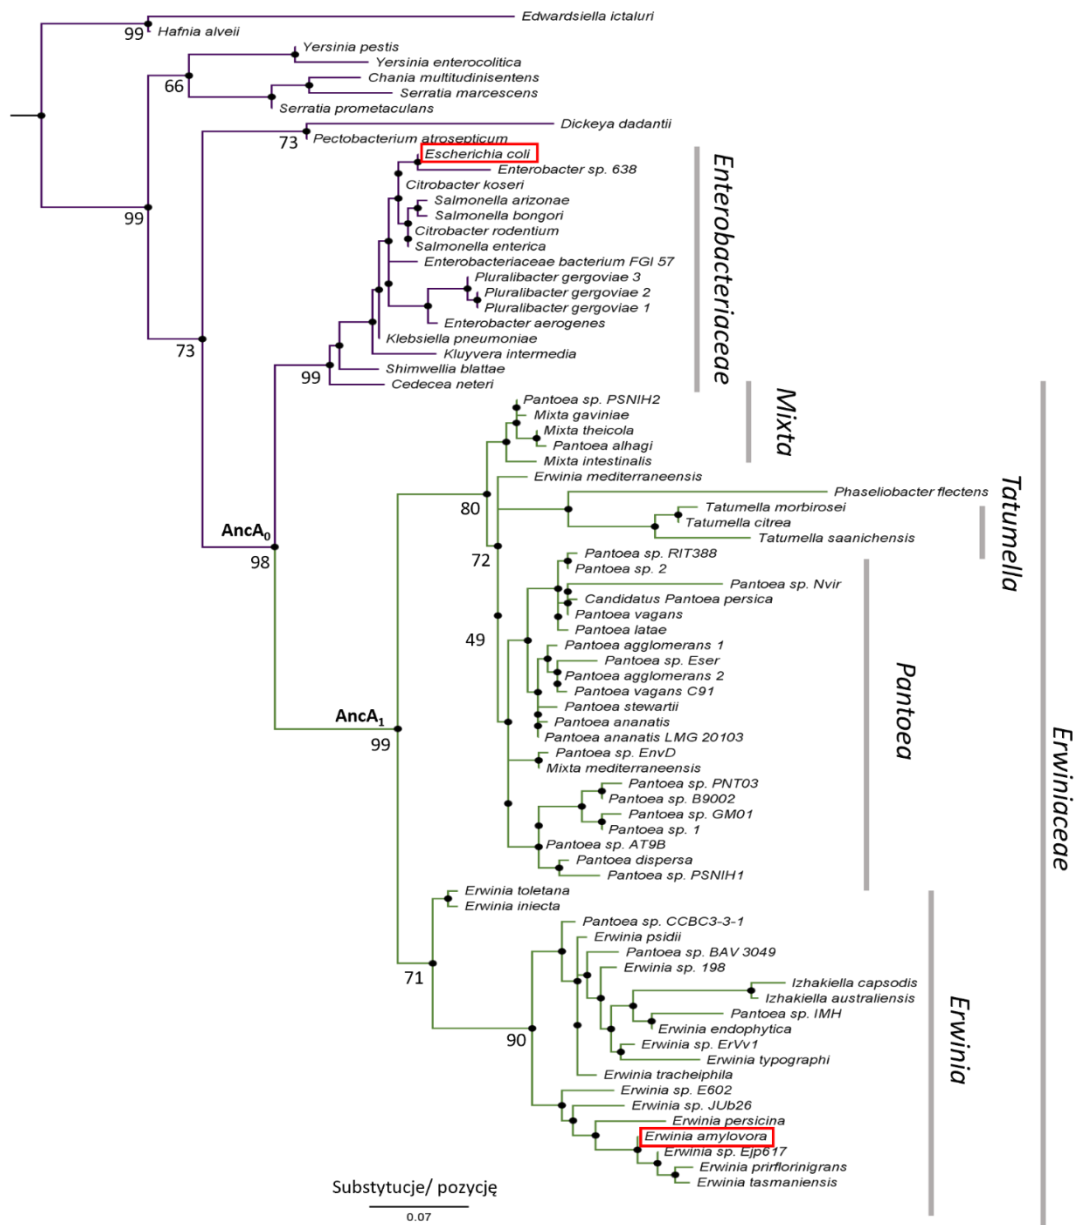 Edwardsiella ictaluri
99
Hafnia alveii
Yersinia pestis
Yersinia enterocolitica
Chania multitudinisentens
66
Serratia marcescens
Serratia prometaculans
Dickeya dadantii
73
Pectobacterium atrosepticum
Escherichia coli
Enterobacter sp. 638
Citrobacter koseri
Salmonella arizonae
99
Salmonella bongori
Citrobacter rodentium
Salmonella enterica
Enterobacteriaceae bacterium FGI 57
Pluralibacter gergoviae 3
Pluralibacter gergoviae 2
Pluralibacter gergoviae 1
Enterobacter aerogenes
Klebsiella pneumoniae
73
Kluyvera intermedia
Shimwellia blattae
99
Cedecea neteri
Enterobacteriaceae
Pantoea sp. PSNIH2
Mixta gaviniae
Mixta theicola
Pantoea alhagi
Mixta intestinalis
Mixta
Erwinia mediterraneensis
Phaseliobacter flectens
80
Tatumella morbirosei
Tatumella citrea
AncA0
Tatumella saanichensis
Tatumella
72
98
Pantoea sp. RIT388
Pantoea sp. 2
Pantoea sp. Nvir
Candidatus Pantoea persica
Pantoea vagans
Pantoea latae
49
Pantoea agglomerans 1
Pantoea sp. Eser
Pantoea agglomerans 2
Pantoea vagans C91
Pantoea stewartii
AncA1
Pantoea ananatis
Pantoea ananatis LMG 20103
99
Pantoea sp. EnvD
Mixta mediterraneensis
Pantoea sp. PNT03
Pantoea sp. B9002
Pantoea sp. GM01
Pantoea sp. 1
Pantoea sp. AT9B
Pantoea dispersa
Pantoea sp. PSNIH1
Pantoea
Erwiniaceae
Erwinia toletana
Erwinia iniecta
Pantoea sp. CCBC3-3-1
Erwinia psidii
Pantoea sp. BAV 3049
Erwinia sp. 198
71
Izhakiella capsodis
Izhakiella australiensis
Pantoea sp. IMH
Erwinia endophytica
90
Erwinia sp. ErVv1
Erwinia typographi
Erwinia tracheiphila
Erwinia sp. E602
Erwinia sp. JUb26
Erwinia persicina
Erwinia amylovora
Erwinia sp. Ejp617
Erwinia prirflorinigrans
Erwinia tasmaniensis
Erwinia
Substytucje/ pozycję
0.07